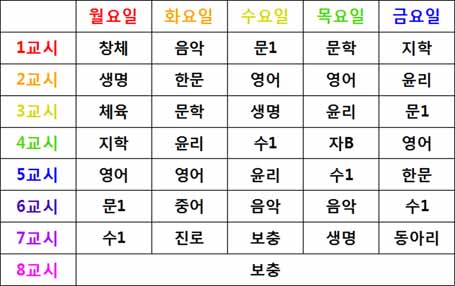 월요일 화요일 수요일 목요일 금요일
1교시 창체 음악 문1 문학 지학
2교시 생명 한문 영어 영어 윤리
3교시 체육 문학 생명 윤리 문1
4교시 지학 윤리 수1 자B 영어
5교시 영어 영어 윤리 수1 한문
6교시 문1 중어 음악 음악 수1
7교시 수1 진로 보충 생명 동아리
8교시 보충